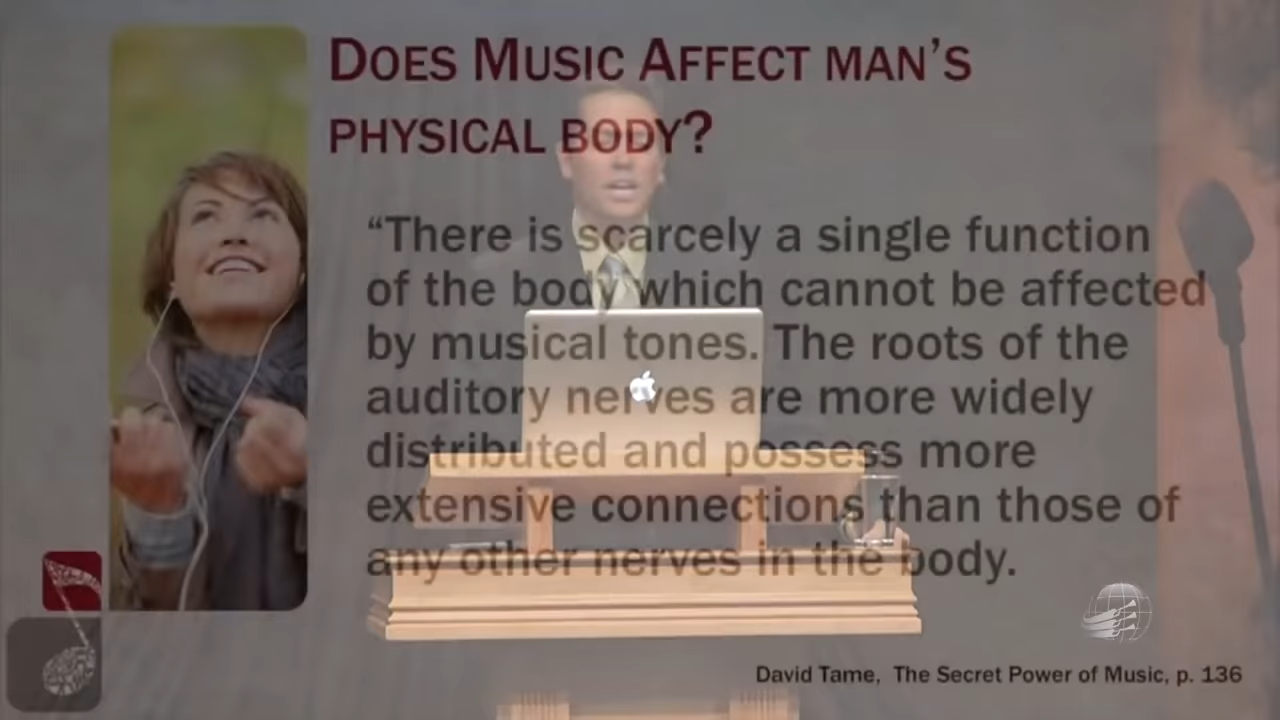 DOES MUSIC AFFECT MAN'S
PHYSICAL BODY?
“There is scarcely a single function
of the body which cannot be affected
by musical tones. The roots of the
auditory nerves are more widely
distributed and possess more
extensive connections than those of
any other nerves in the body.
David Tame, The Secret Power of Music, p. 136